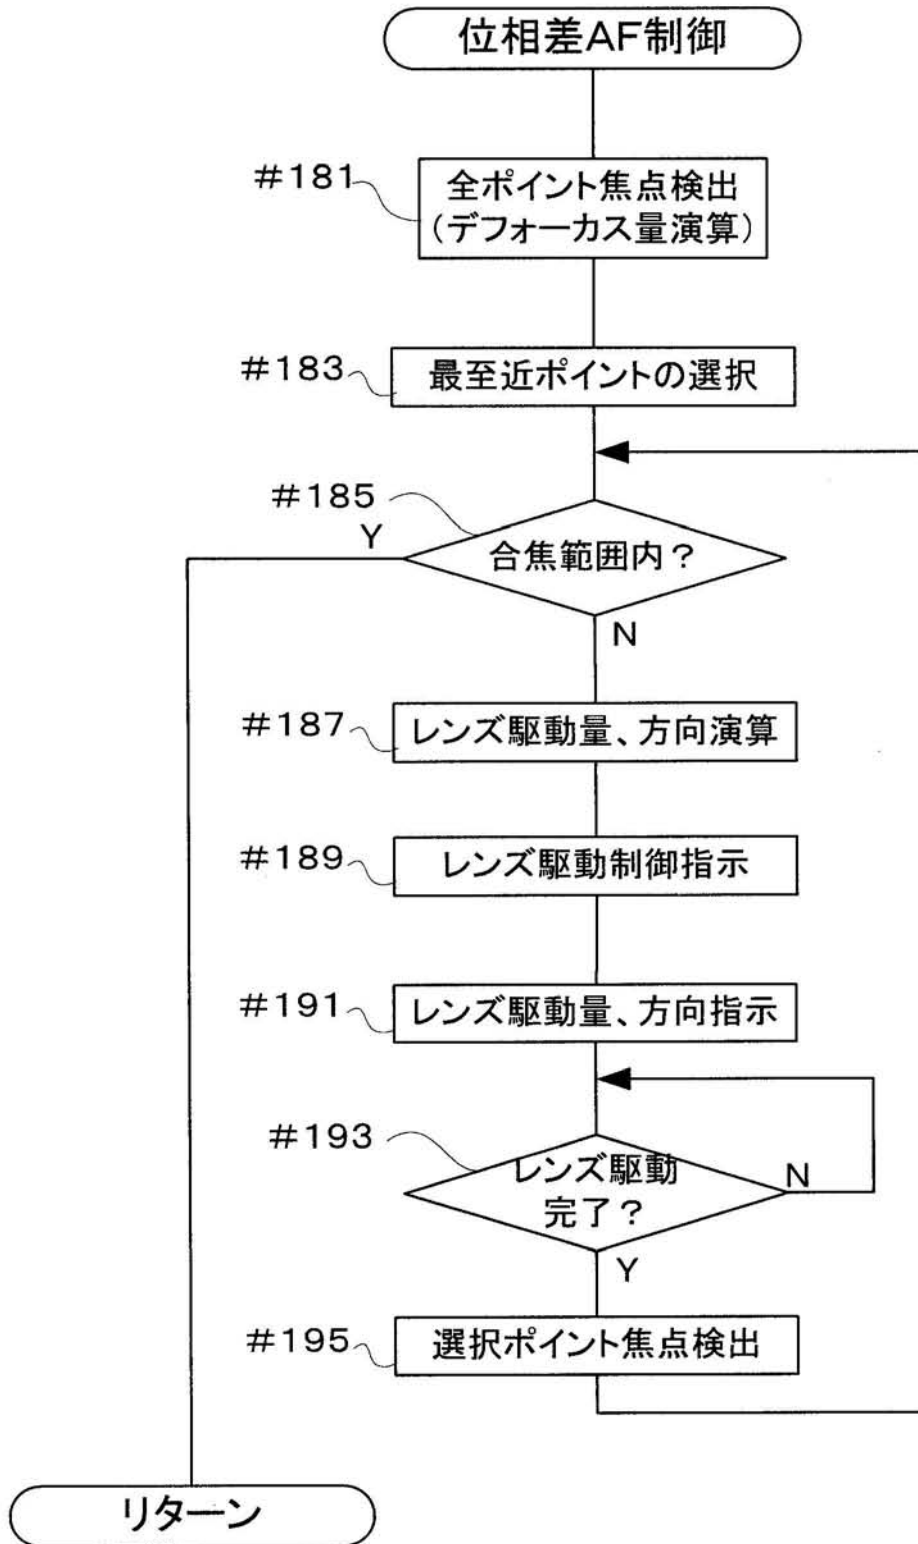 位相差AF制御
#181
全ポイント焦点検出
(デフォーカス量演算)
#183
最至近ポイントの選択
#185
Y
合焦範囲内?
N
#187
レンズ駆動量、方向演算
#189
レンズ駆動制御指示
#191
レンズ駆動量、方向指示
#193
レンズ駆動
完了?
N
Y
#195
選択ポイント焦点検出
リターン